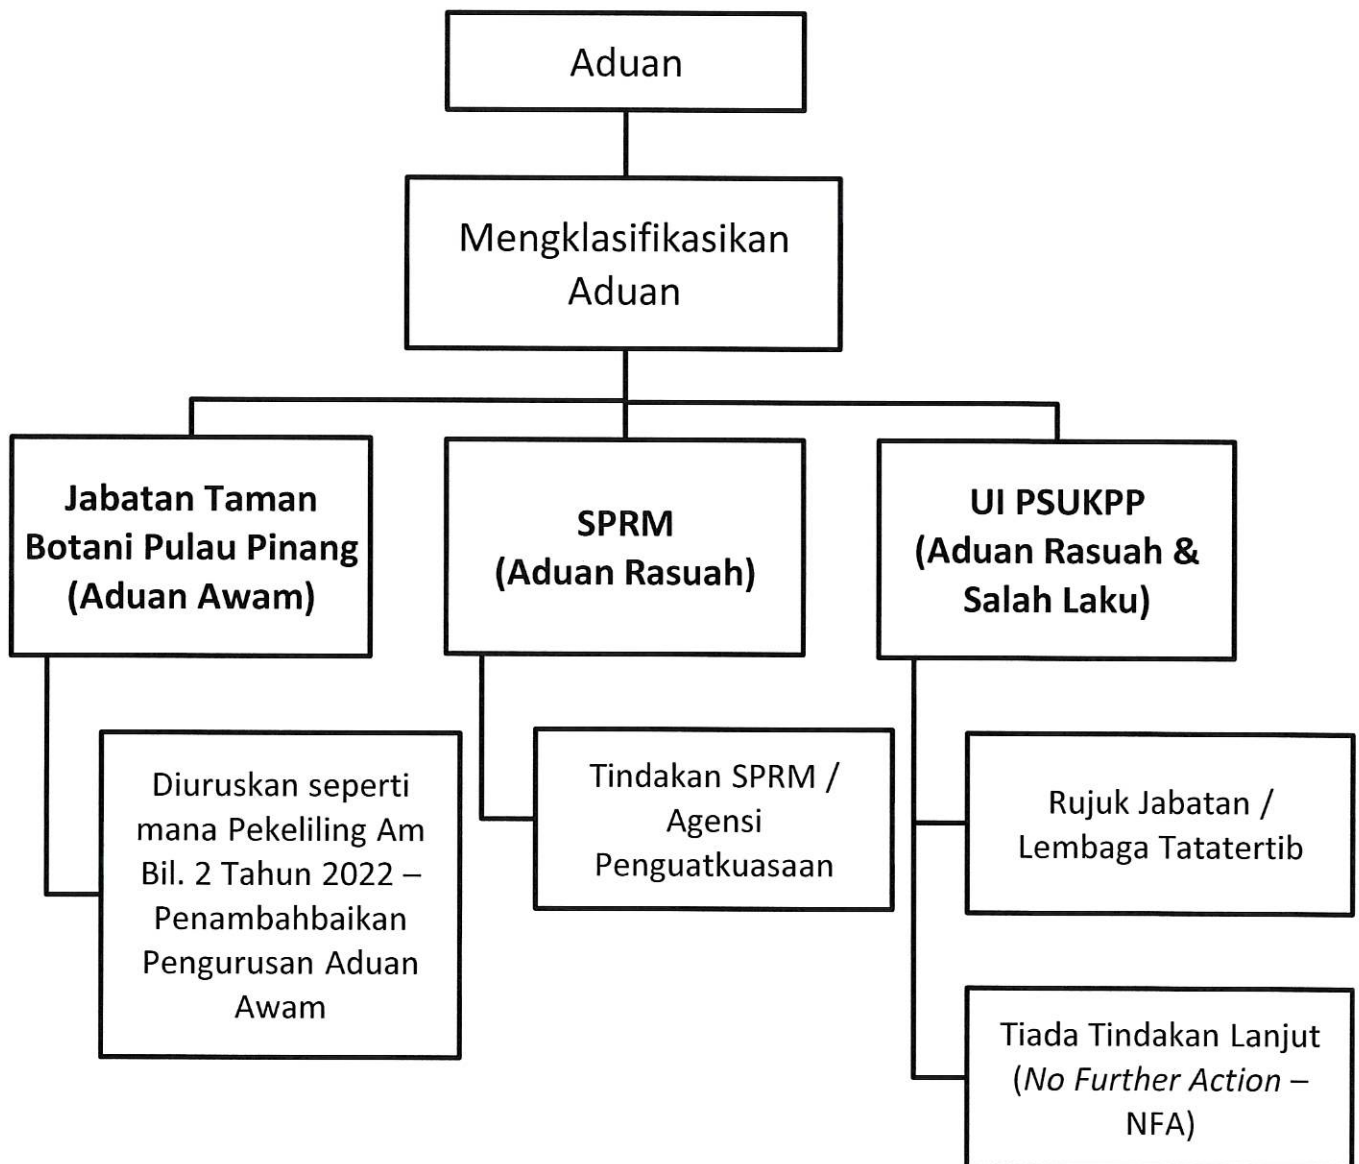 Aduan
Mengklasifikasikan
Aduan
Jabatan Taman
Botani Pulau Pinang
(Aduan Awam)
SPRM
(Aduan Rasuah)
UI PSUKPP
(Aduan Rasuah &
Salah Laku)
Diuruskan seperti
mana Pekeliling Am
Bil. 2 Tahun 2022 –
Penambahbaikan
Pengurusan Aduan
Awam
Tindakan SPRM /
Agensi
Penguatkuasaan
Rujuk Jabatan /
Lembaga Tatatertib
Tiada Tindakan Lanjut
(No Further Action –
NFA)